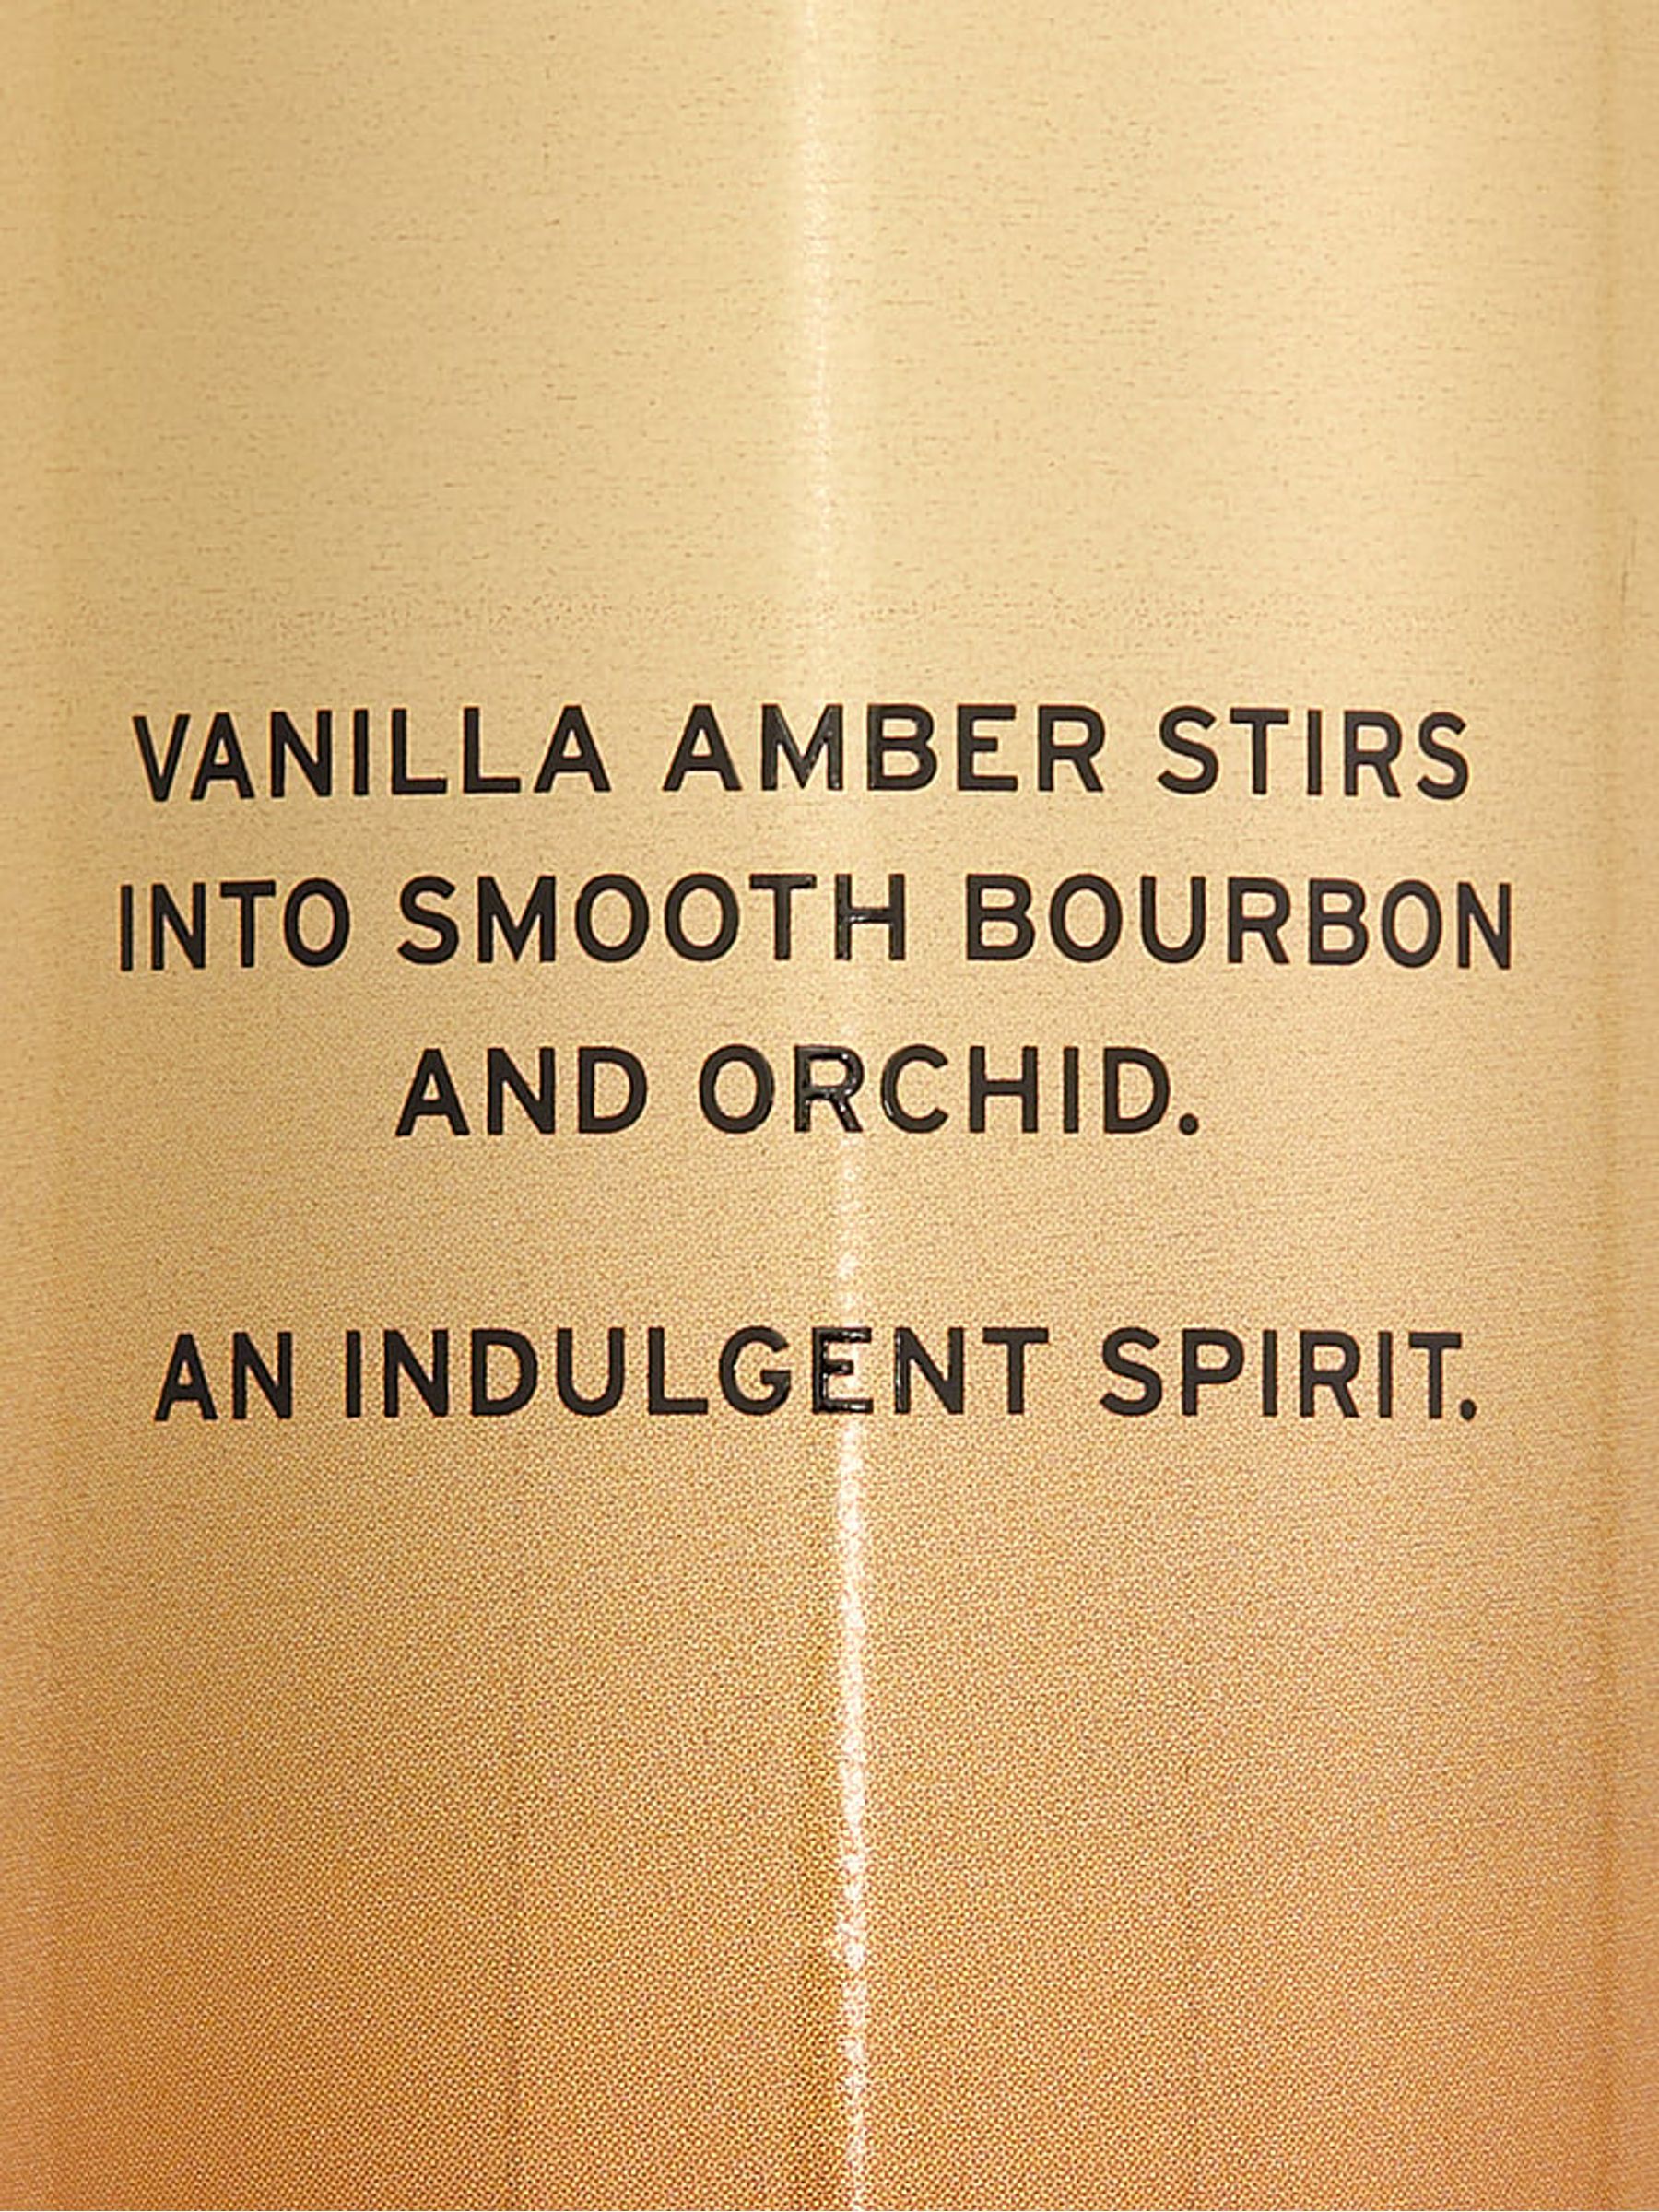 VANILLA AMBER STIRS
INTO SMOOTH BOURBON
AND ORCHID.
AN INDULGENT SPIRIT.